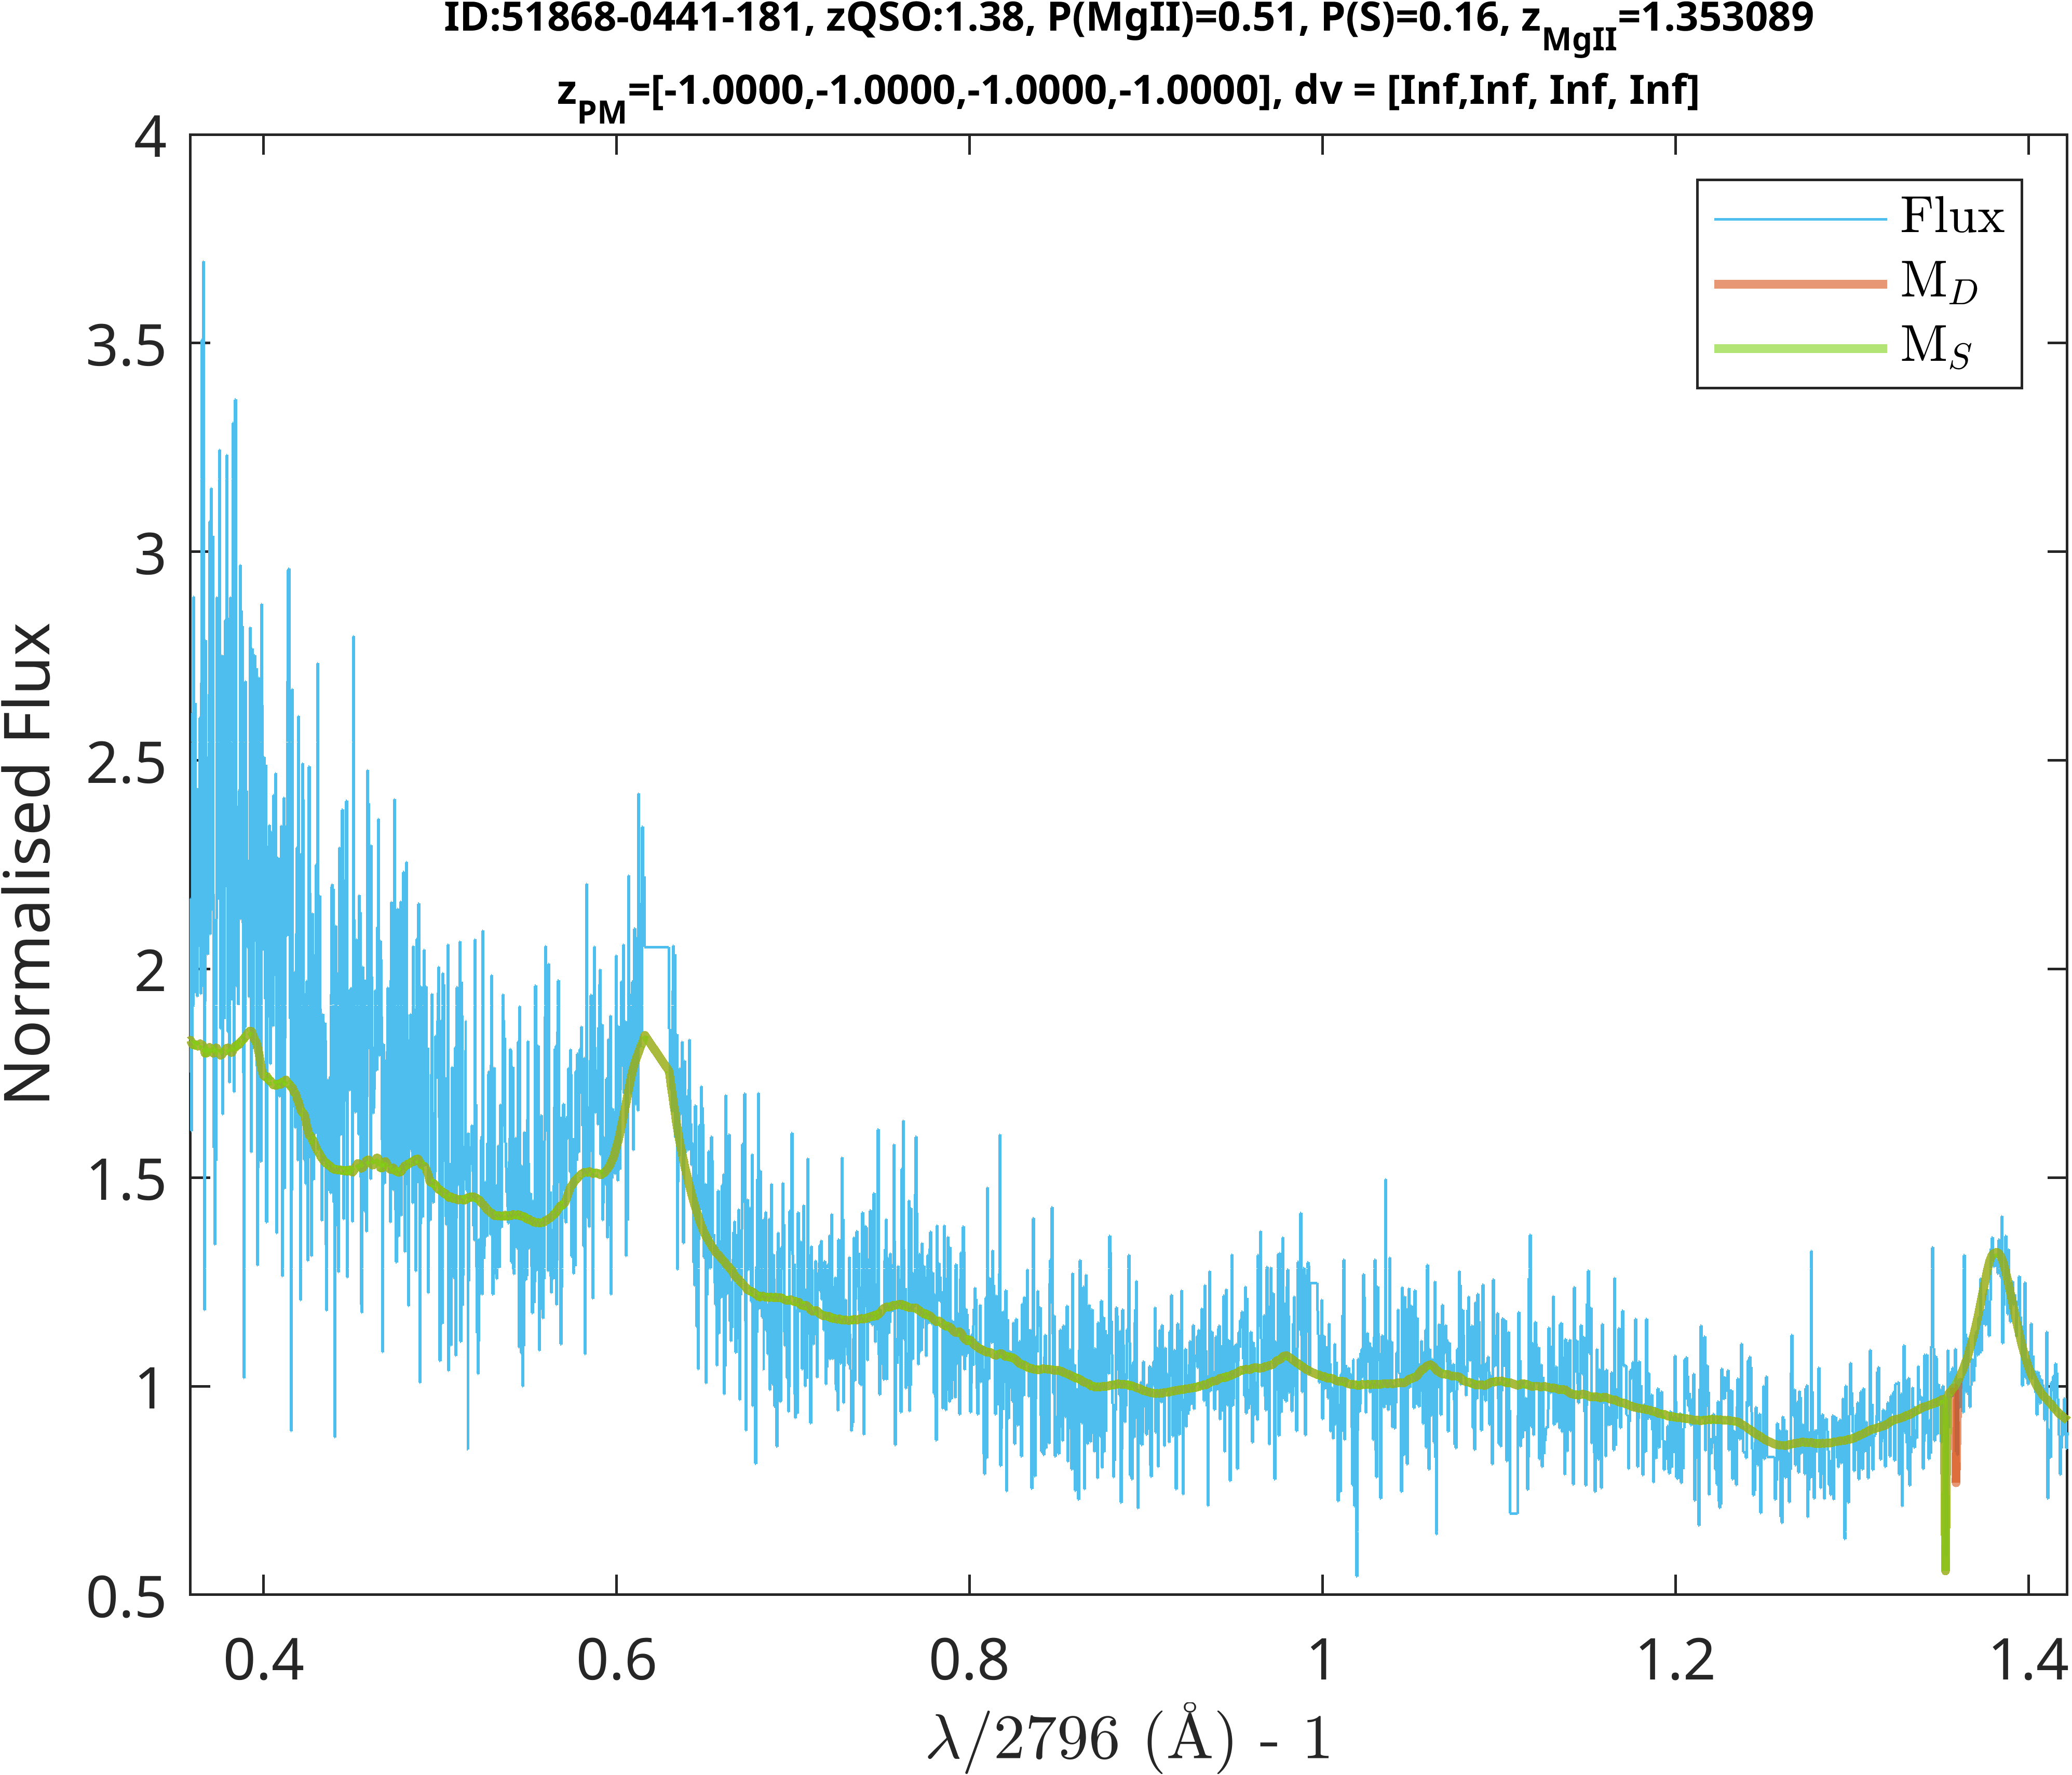 ID:51868-0441-181, zQSO:1.38, P(MgII)=0.51, P(S)=0.16, zMgII=1.353089
zPM=[-1.0000,-1.0000,-1.0000,-1.0000], dv = [Inf,Inf, Inf, Inf]
4
3.5
3
2.5
2
1.5
1
0.5
Normalised Flux
Flux
MD
MS
0.4 0.6 0.8 1 1.2 1.4
λ/2796 (Å) - 1